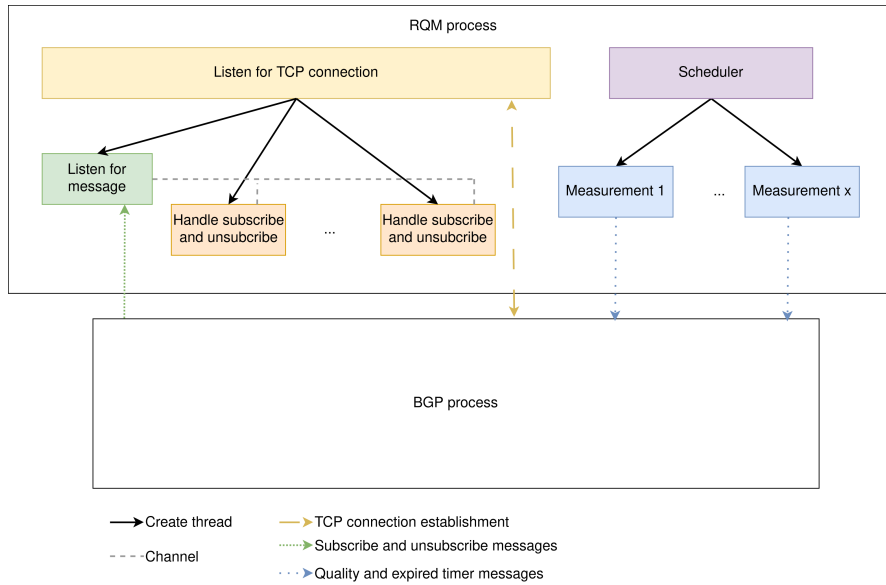 RQM process
Listen for TCP connection
Scheduler
Listen for
message
Measurement 1
...
Measurement x
Handle subscribe
and unsubcribe
...
Handle subscribe
and unsubcribe
BGP process
Create thread
TCP connection establishment
Channel
Subscribe and unsubscribe messages
Quality and expired timer messages